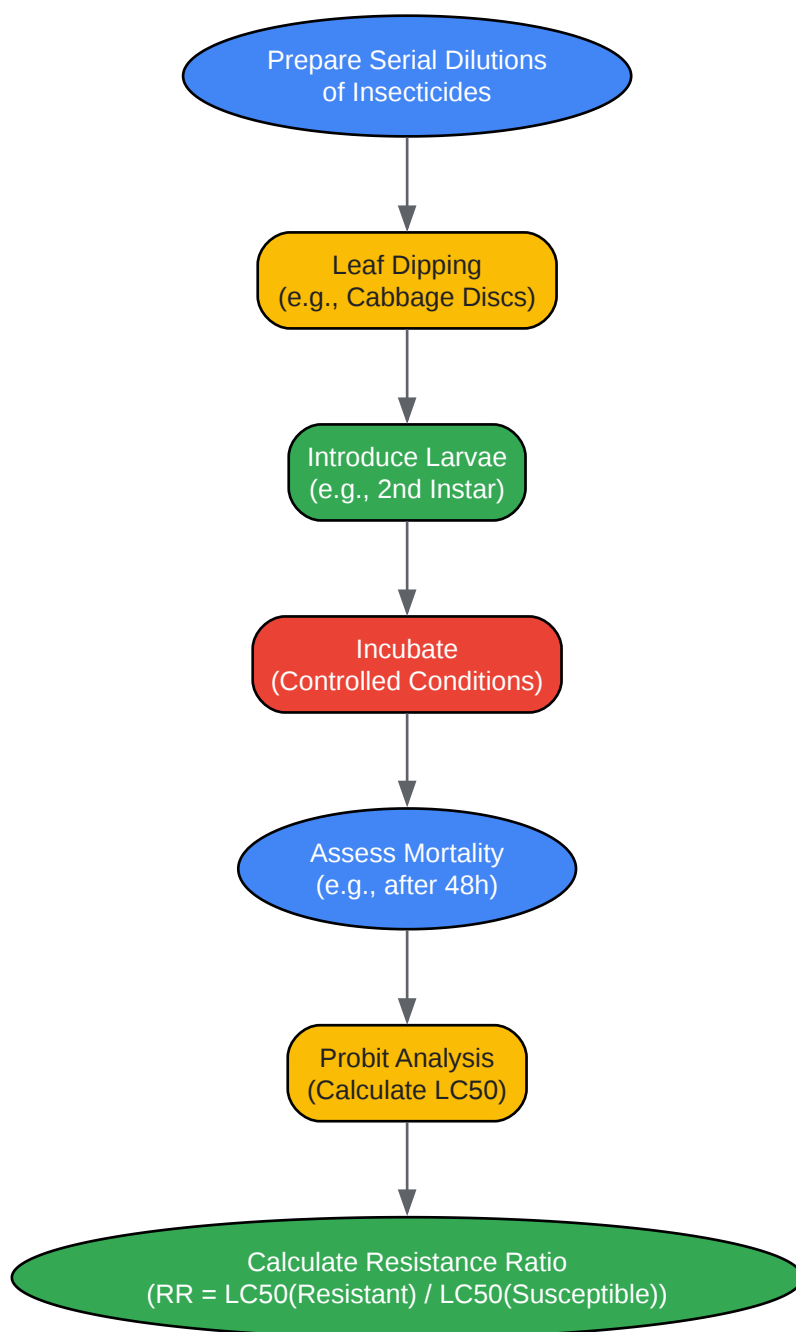 Prepare Serial Dilutions
of Insecticides
Leaf Dipping
(e.g., Cabbage Discs)
Introduce Larvae
(e.g., 2nd Instar)
Incubate
(Controlled Conditions)
Assess Mortality
(e.g., after 48h)
Probit Analysis
(Calculate LC50)
Calculate Resistance Ratio
(RR = LC50(Resistant) / LC50(Susceptible))